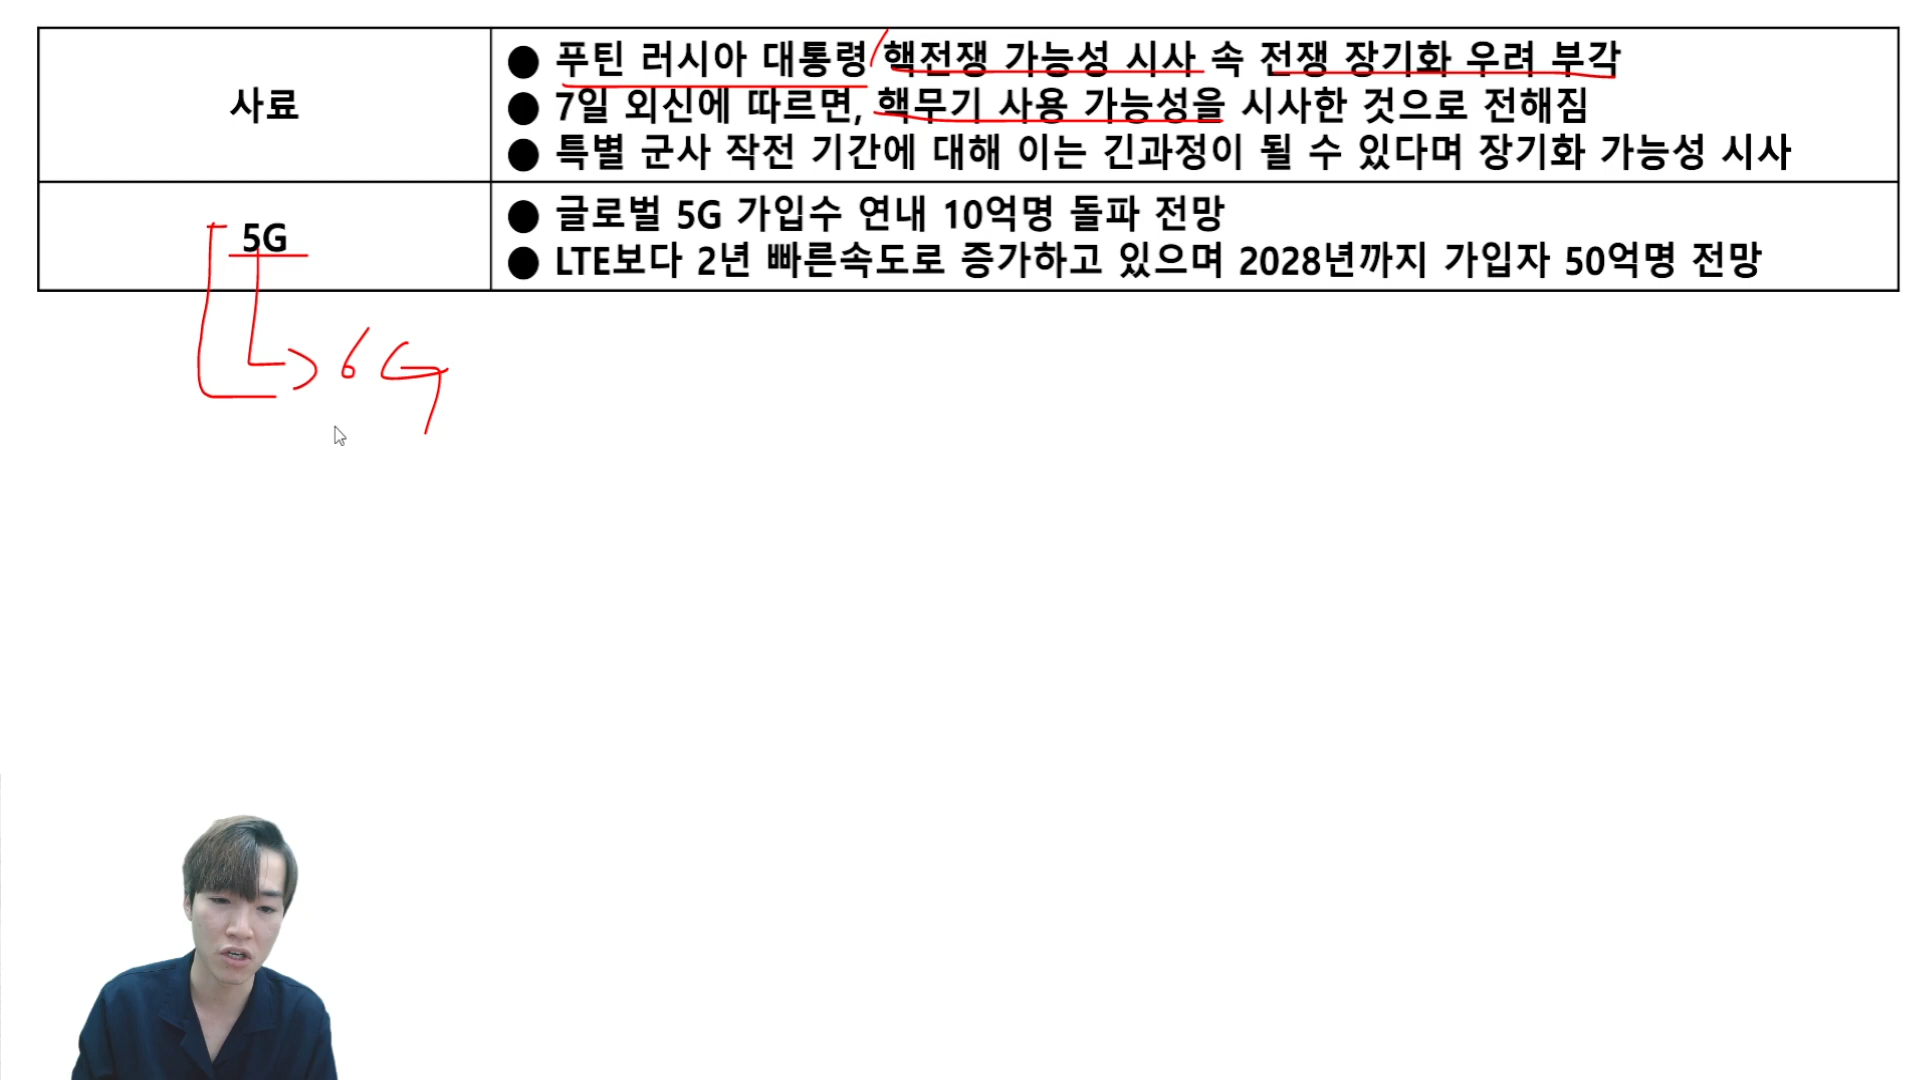 사료
● 푸틴 러시아 대통령 핵전쟁 가능성 시사 속 전쟁 장기화 우려 부각
● 7일 외신에 따르면, 핵무기 사용 가능성을 시사한 것으로 전해짐
● 특별 군사 작전 기간에 대해 이는 긴과정이 될 수 있다며 장기화 가능성 시사
5G
● 글로벌 5G 가입수 연내 10억명 돌파 전망
● LTE보다 2년 빠른속도로 증가하고 있으며 2028년까지 가입자 50억명 전망
6G